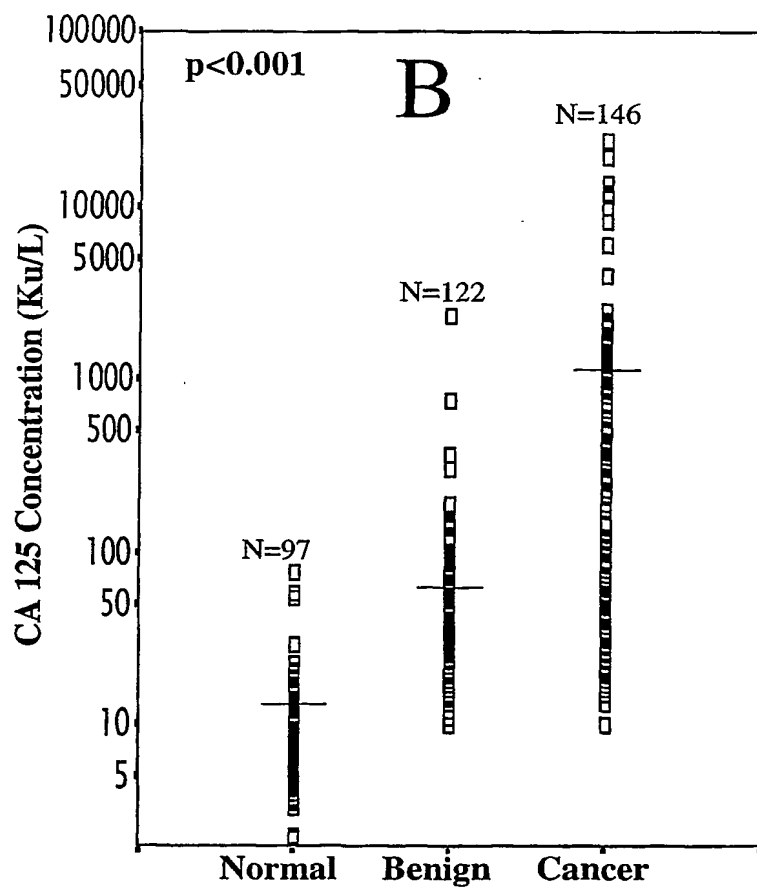 100000
p<0.001
B
50000
N=146
10000
5000
N=122
1000
500
N=97
100
50
10
5
CA 125 Concentration (Ku/L)
Normal Benign Cancer